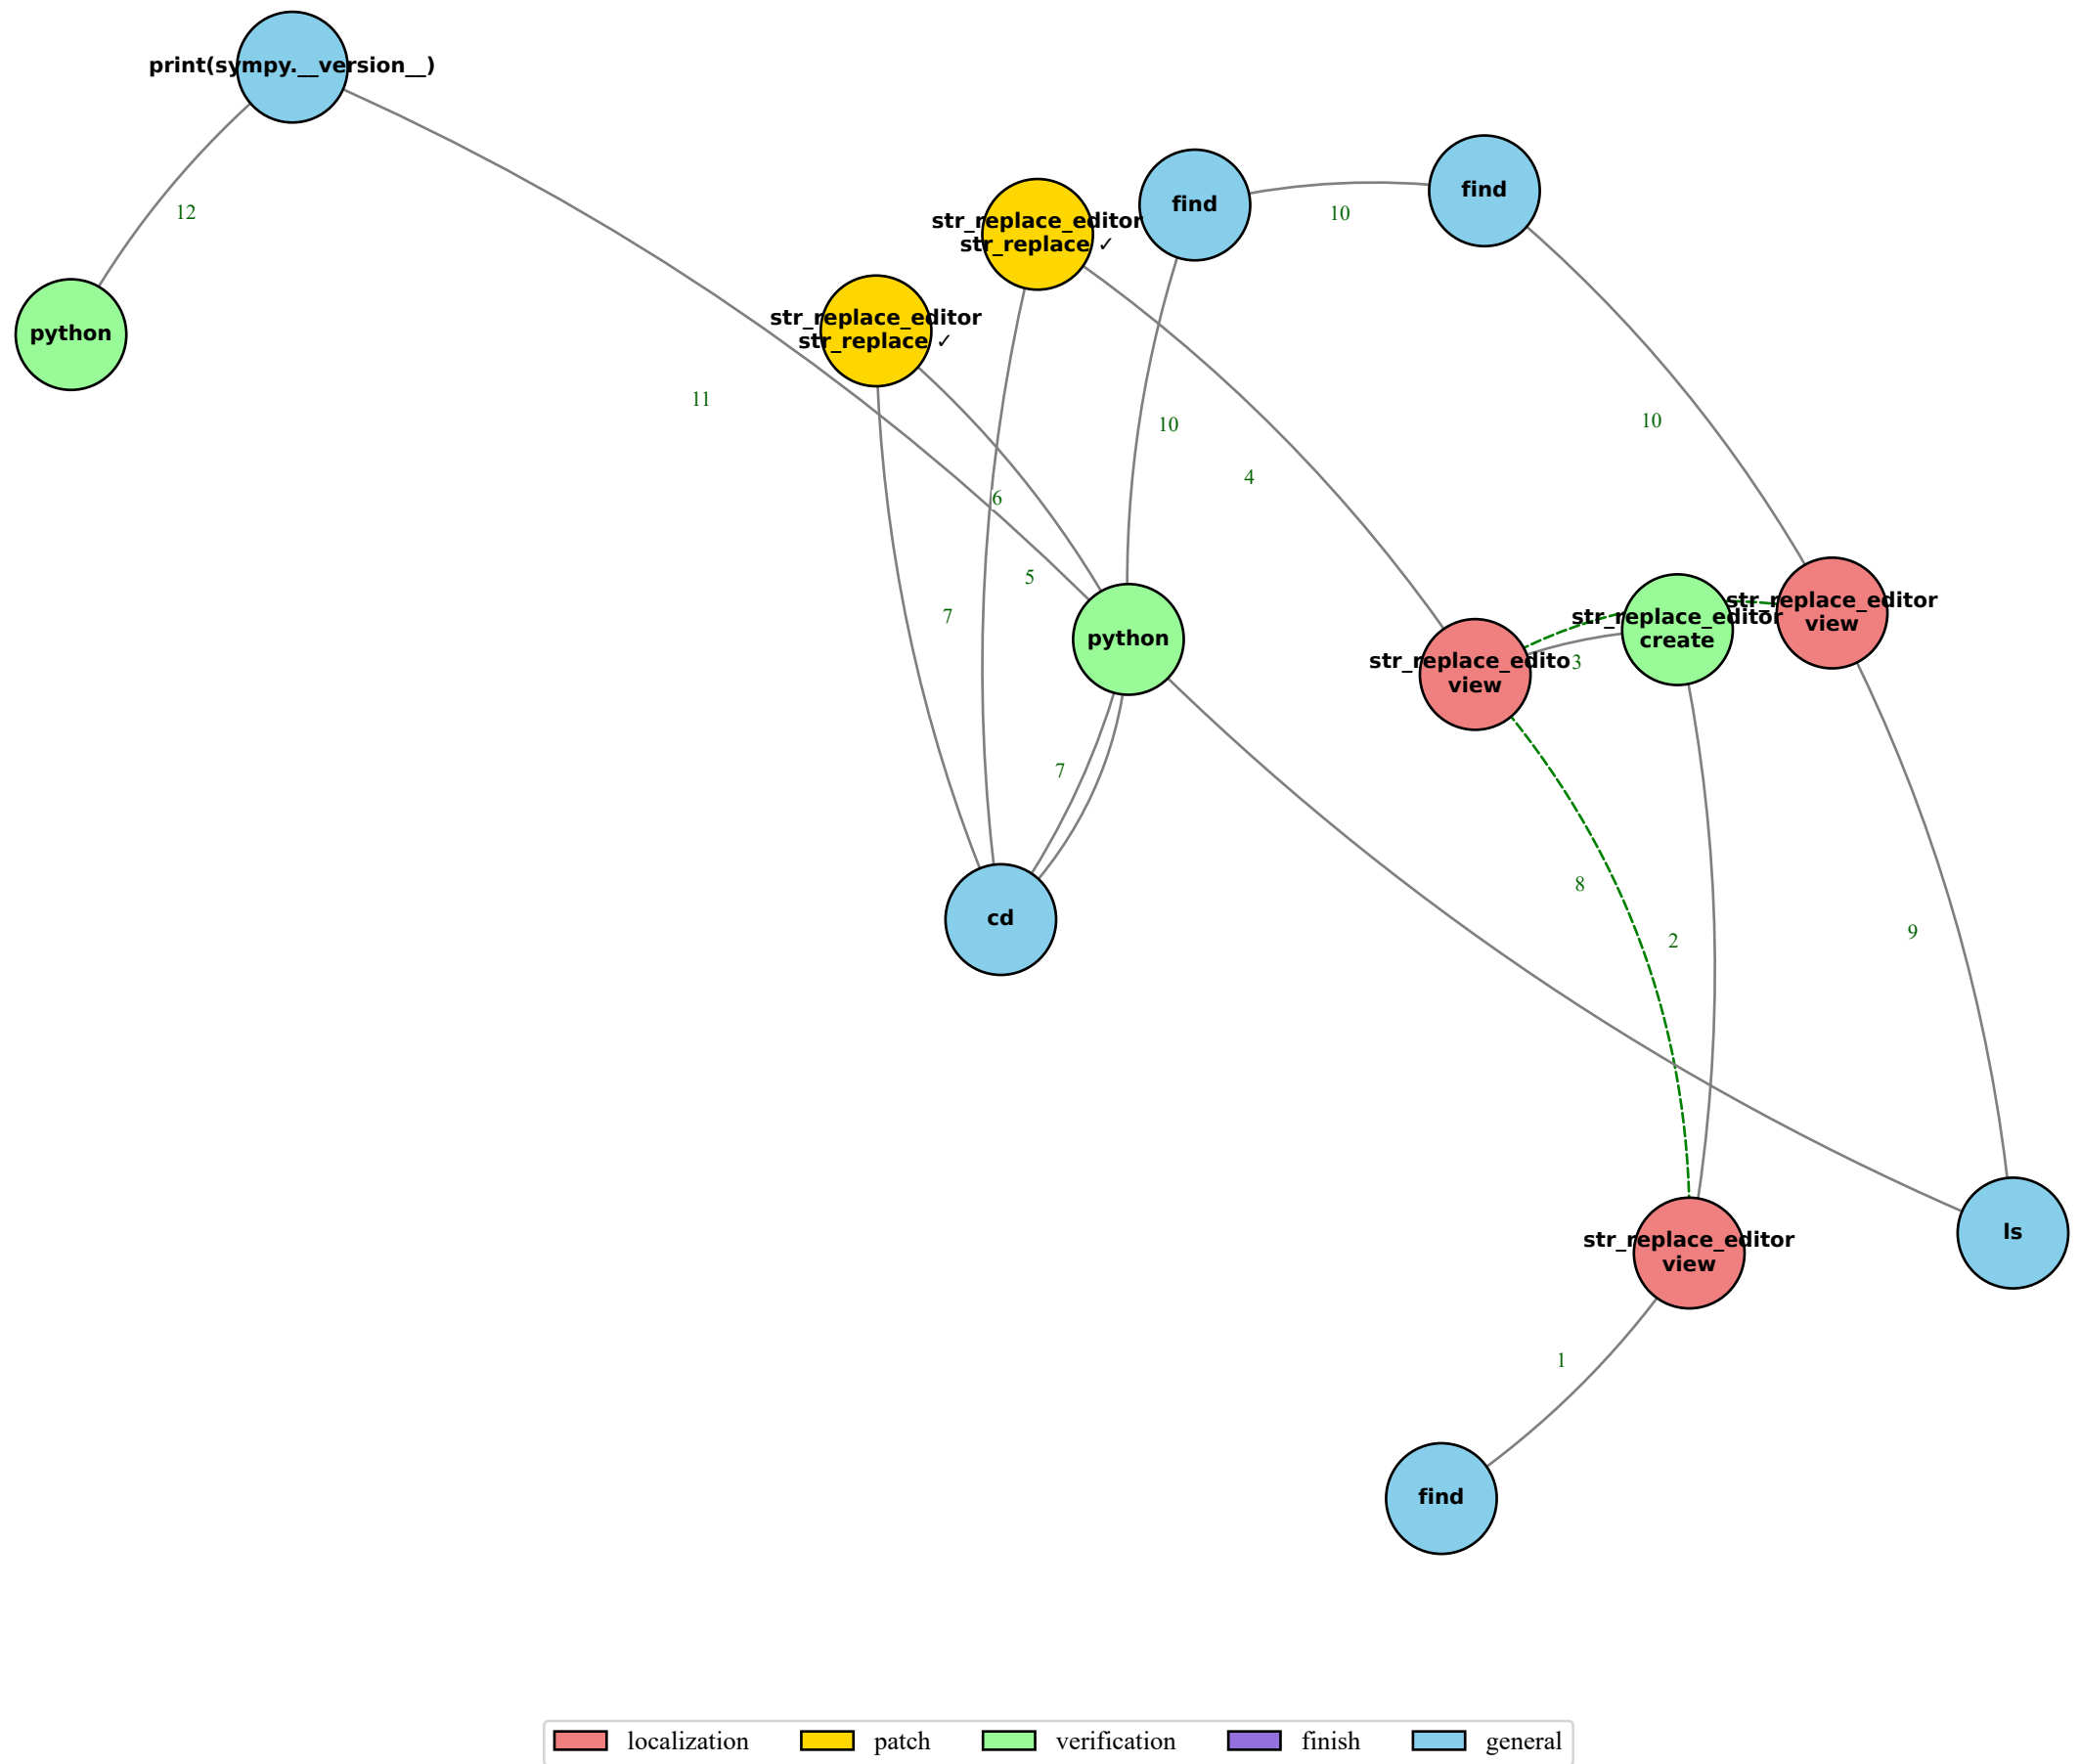 print(sympy.__version__)
find
find
12
10
str_replace_editor
str_replace ✓
str_replace_editor
str_replace ✓
python
11
10
10
4
6
5
7
python
str_replace_editor
view
str_replace_editor
create
str_replace_edito
view
3
7
cd
8
2
9
ls
str_replace_editor
view
1
find
localization
patch
verification
finish
general